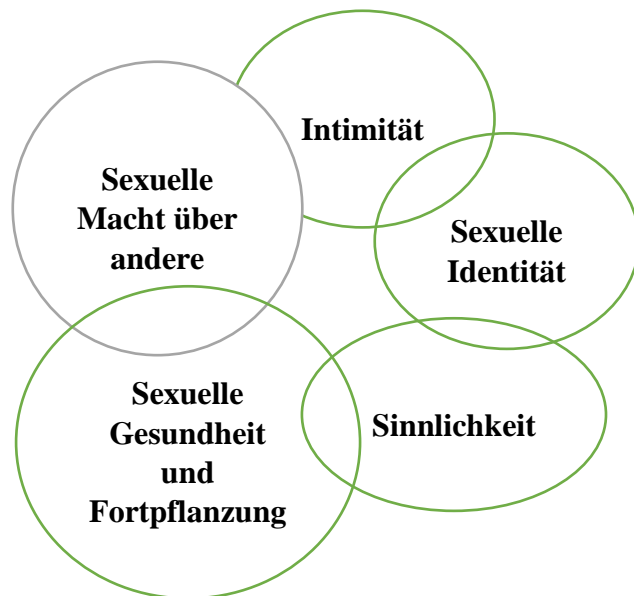 Intimität
Sexuelle
Macht über
andere
Sexuelle
Identität
Sexuelle
Gesundheit
und
Fortpflanzung
Sinnlichkeit